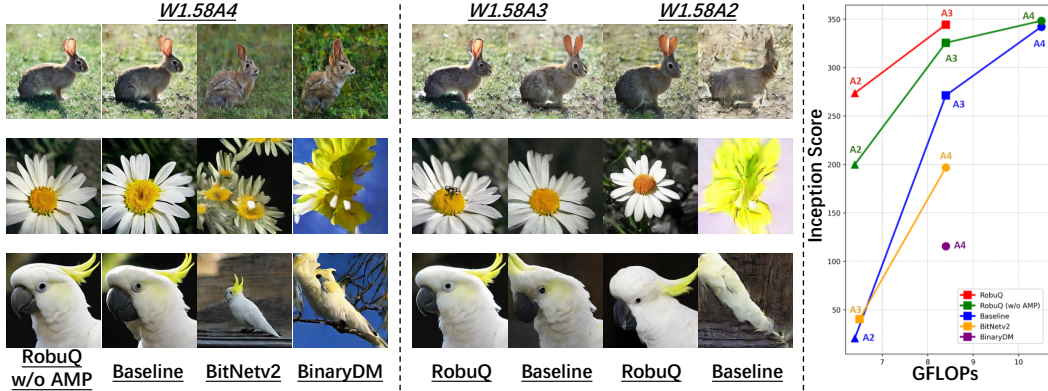 W1.58A4
W1.58A3
W1.58A2
RobuQ
w/o AMP
Baseline
BitNetv2
BinaryDM
RobuQ
Baseline
RobuQ
Baseline
Inception Score
350
300
250
200
150
100
50
A2
A3
A2
A3
A4
A2
A3
A4
A3
A4
A4
RobuQ
RobuQ (w/o AMP)
Baseline
BitNetv2
BinaryDM
7
8
9
10
GFLOPs